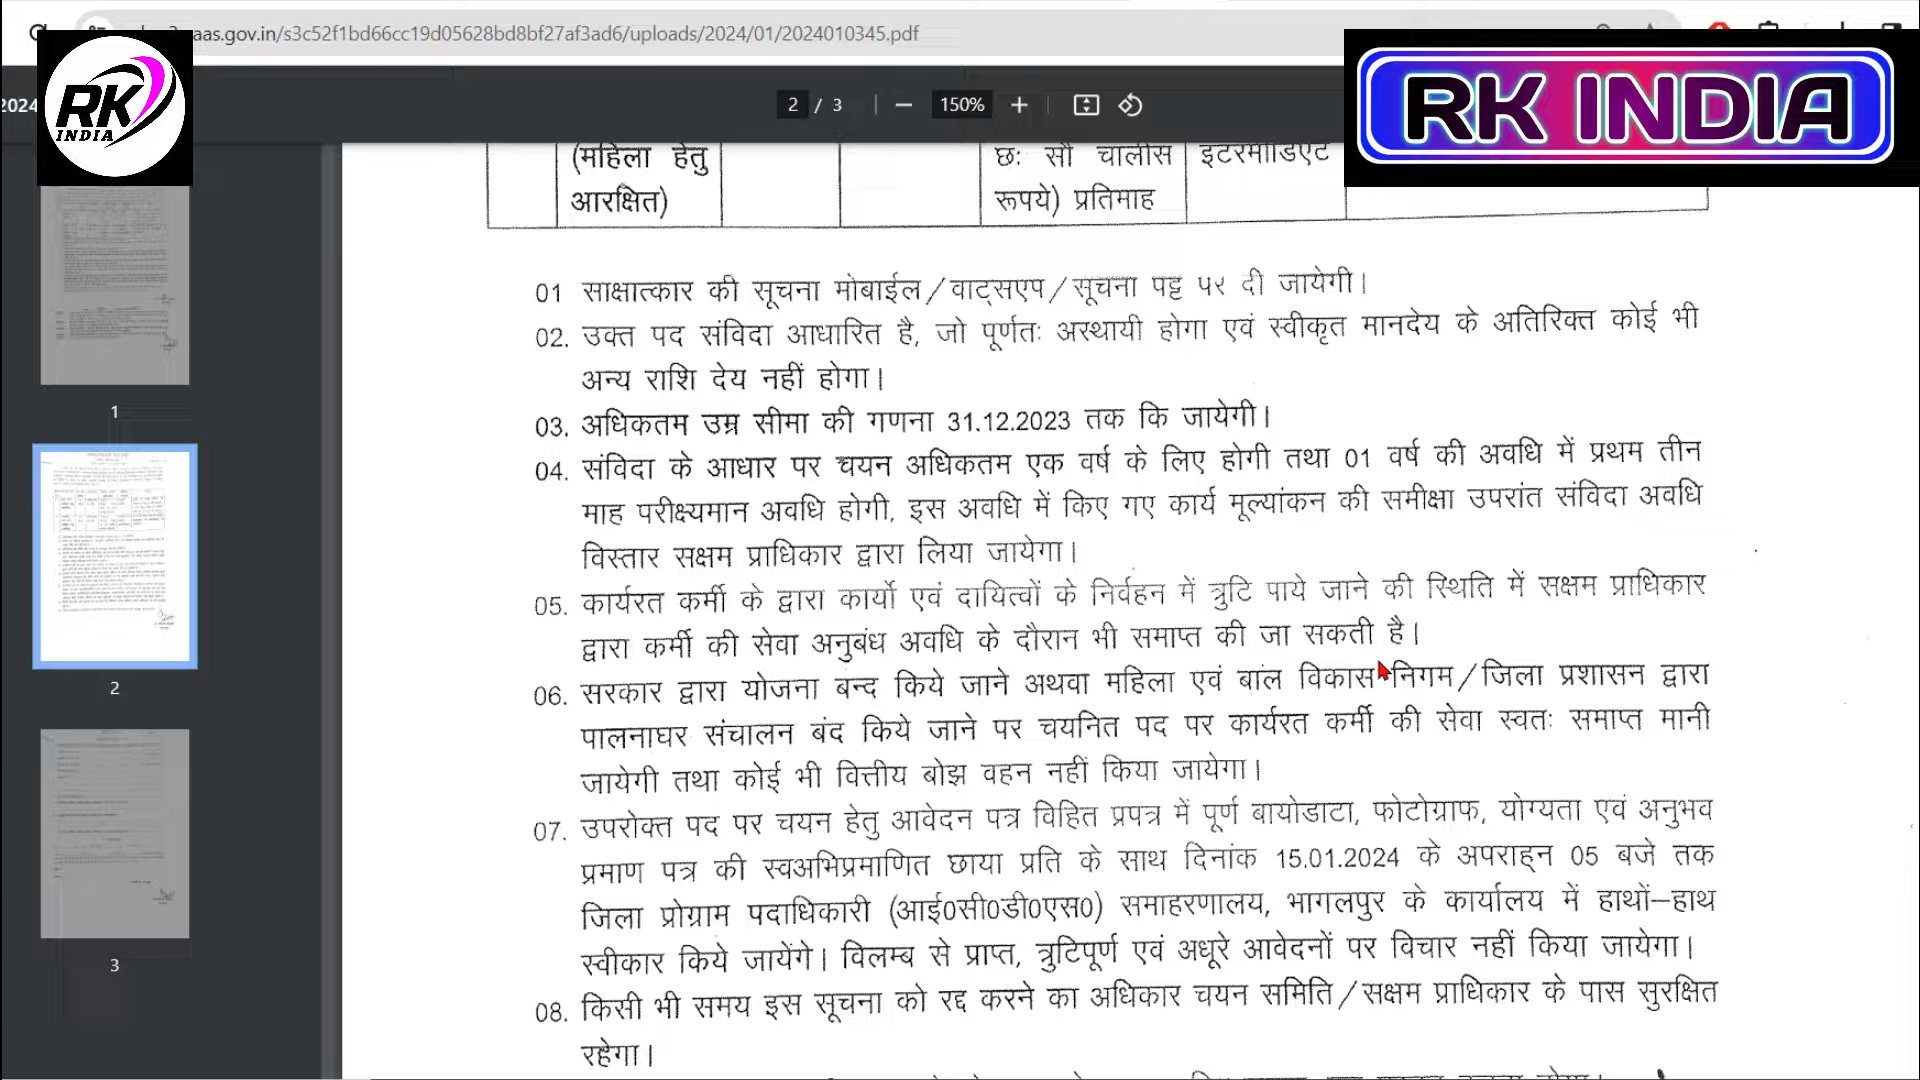 aas.gov.in/s3c52f1bd66cc19d05628bd8bf27af3ad6/uploads/2024/01/2024010345.pdf
RK
INDIA
RK INDIA
2024
2 / 3
150%
(महिला हेतु
आरक्षित)
छः सौ चालीस
रूपये) प्रतिमाह
इंटरमीडिएट
01 साक्षात्कार की सूचना मोबाईल/वाट्सएप/सूचना पट्ट पर दी जायेगी।
02. उक्त पद संविदा आधारित है, जो पूर्णतः अस्थायी होगा एवं स्वीकृत मानदेय के अतिरिक्त कोई भी
अन्य राशि देय नहीं होगा।
03. अधिकतम उम्र सीमा की गणना 31.12.2023 तक कि जायेगी।
04. संविदा के आधार पर चयन अधिकतम एक वर्ष के लिए होगी तथा 01 वर्ष की अवधि में प्रथम तीन
माह परीक्ष्यमान अवधि होगी, इस अवधि में किए गए कार्य मूल्यांकन की समीक्षा उपरांत संविदा अवधि
विस्तार सक्षम प्राधिकार द्वारा लिया जायेगा।
05. कार्यरत कर्मी के द्वारा कार्यो एवं दायित्वों के निर्वहन में त्रुटि पाये जाने की स्थिति में सक्षम प्राधिकार
द्वारा कर्मी की सेवा अनुबंध अवधि के दौरान भी समाप्त की जा सकती है।
06. सरकार द्वारा योजना बन्द किये जाने अथवा महिला एवं बाल विकास निगम/जिला प्रशासन द्वारा
पालनाघर संचालन बंद किये जाने पर चयनित पद पर कार्यरत कर्मी की सेवा स्वतः समाप्त मानी
जायेगी तथा कोई भी वित्तीय बोझ वहन नहीं किया जायेगा।
07. उपरोक्त पद पर चयन हेतु आवेदन पत्र विहित प्रपत्र में पूर्ण बायोडाटा, फोटोग्राफ, योग्यता एवं अनुभव
प्रमाण पत्र की स्वअभिप्रमाणित छाया प्रति के साथ दिनांक 15.01.2024 के अपराह्न 05 बजे तक
जिला प्रोग्राम पदाधिकारी (आई0सी0डी0एस0) समाहरणालय, भागलपुर के कार्यालय में हाथों-हाथ
स्वीकार किये जायेंगे। विलम्ब से प्राप्त, त्रुटिपूर्ण एवं अधूरे आवेदनों पर विचार नहीं किया जायेगा।
08. किसी भी समय इस सूचना को रद्द करने का अधिकार चयन समिति/सक्षम प्राधिकार के पास सुरक्षित
रहेगा।
1
2
3